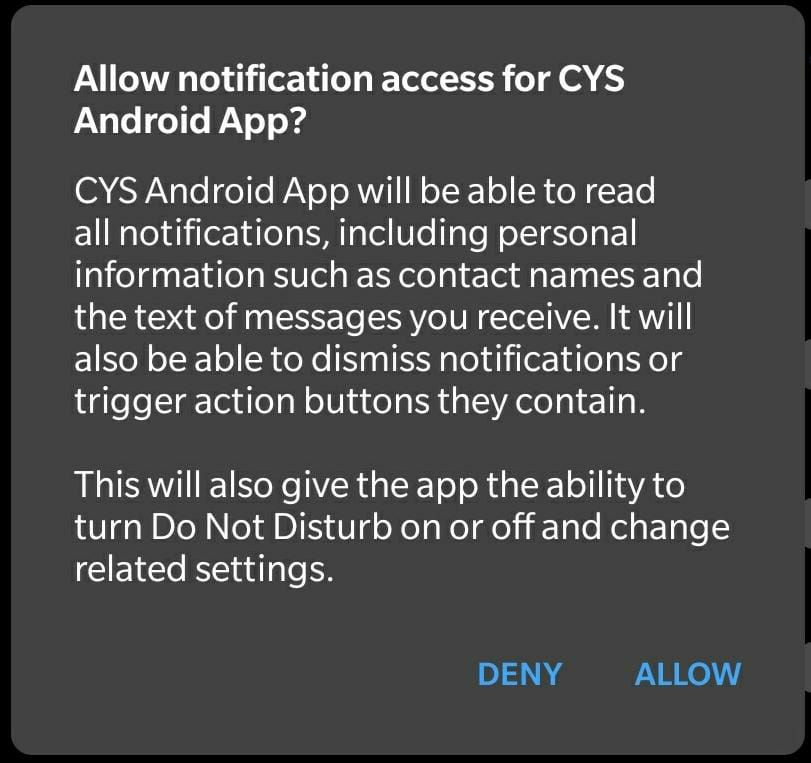 Allow notification access for CYS
Android App?
CYS Android App will be able to read
all notifications, including personal
information such as contact names and
the text of messages you receive. It will
also be able to dismiss notifications or
trigger action buttons they contain.
This will also give the app the ability to
turn Do Not Disturb on or off and change
related settings.
DENY ALLOW